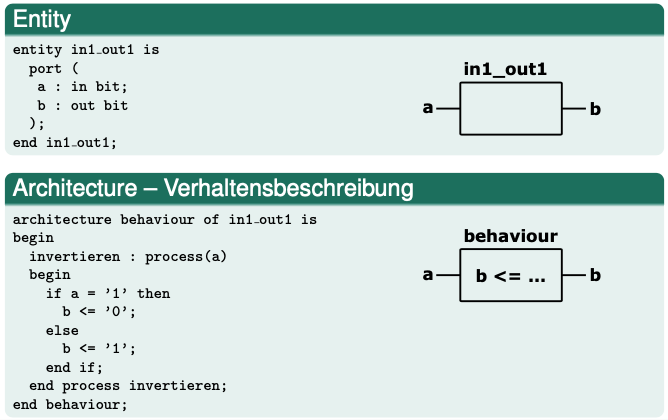 Entity
entity in1_out1 is
port (
a : in bit;
b : out bit
);
end in1_out1;
in1_out1
a
b
Architecture – Verhaltensbeschreibung
architecture behaviour of in1_out1 is
begin
invertieren : process(a)
begin
if a = ’1’ then
b <= ’0’;
else
b <= ’1’;
end if;
end process invertieren;
end behaviour;
behaviour
a
b <= ...
b